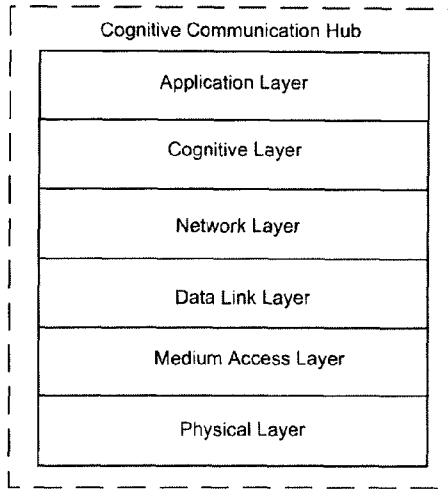 Cognitive Communication Hub
Application Layer
Cognitive Layer
Network Layer
Data Link Layer
Medium Access Layer
Physical Layer